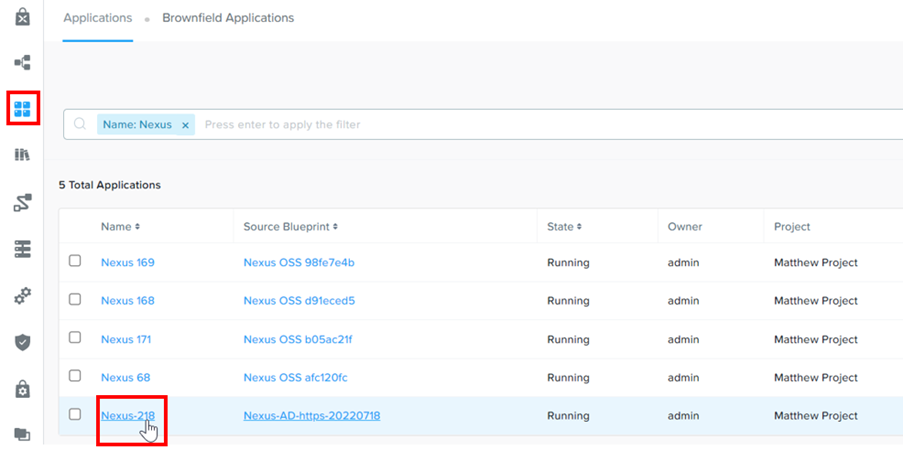 Applications Brownfield Applications
Name: Nexus × Press enter to apply the filter
5 Total Applications
Name Source Blueprint State Owner Project
Nexus 169 Nexus OSS 98fe7e4b Running admin Matthew Project
Nexus 168 Nexus OSS d91eced5 Running admin Matthew Project
Nexus 171 Nexus OSS b05ac21f Running admin Matthew Project
Nexus 68 Nexus OSS afc120fc Running admin Matthew Project
Nexus-218 Nexus-AD-https-20220718 Running admin Matthew Project